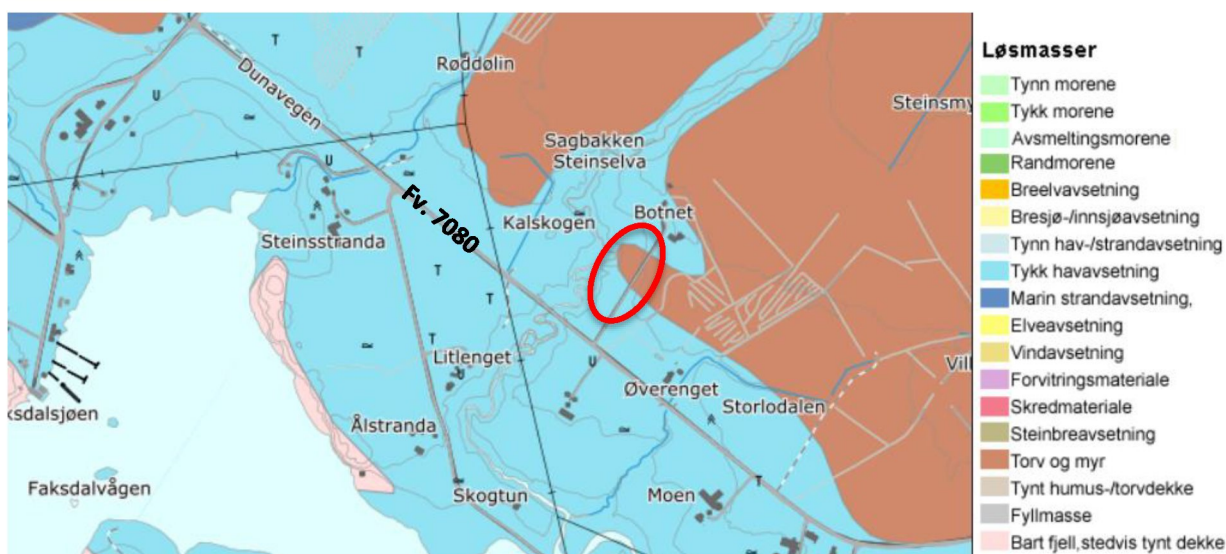 Røddølin
Dunavegen
Steinsmy
Sagbakken
Steinselva
Fv. 7080
Kalskogen
Botnet
Steinsstranda
Litlenget
Vill
Øverenget
Storlodalen
ksdalsjøen
Ålstranda
Faksdalvågen
Skogtun
Moen
T
T
U
U
T
T
T
U
U
T
Løsmasser
Tynn morene
Tykk morene
Avsmeltingsmorene
Randmorene
Breelvavsetning
Bresjø-/innsjøavsetning
Tynn hav-/strandavsetning
Tykk havavsetning
Marin strandavsetning,
Elveavsetning
Vindavsetning
Forvitringsmateriale
Skredmateriale
Steinbreavsetning
Torv og myr
Tynt humus-/torvdekke
Fyllmasse
Bart fjell,stedvis tynt dekke